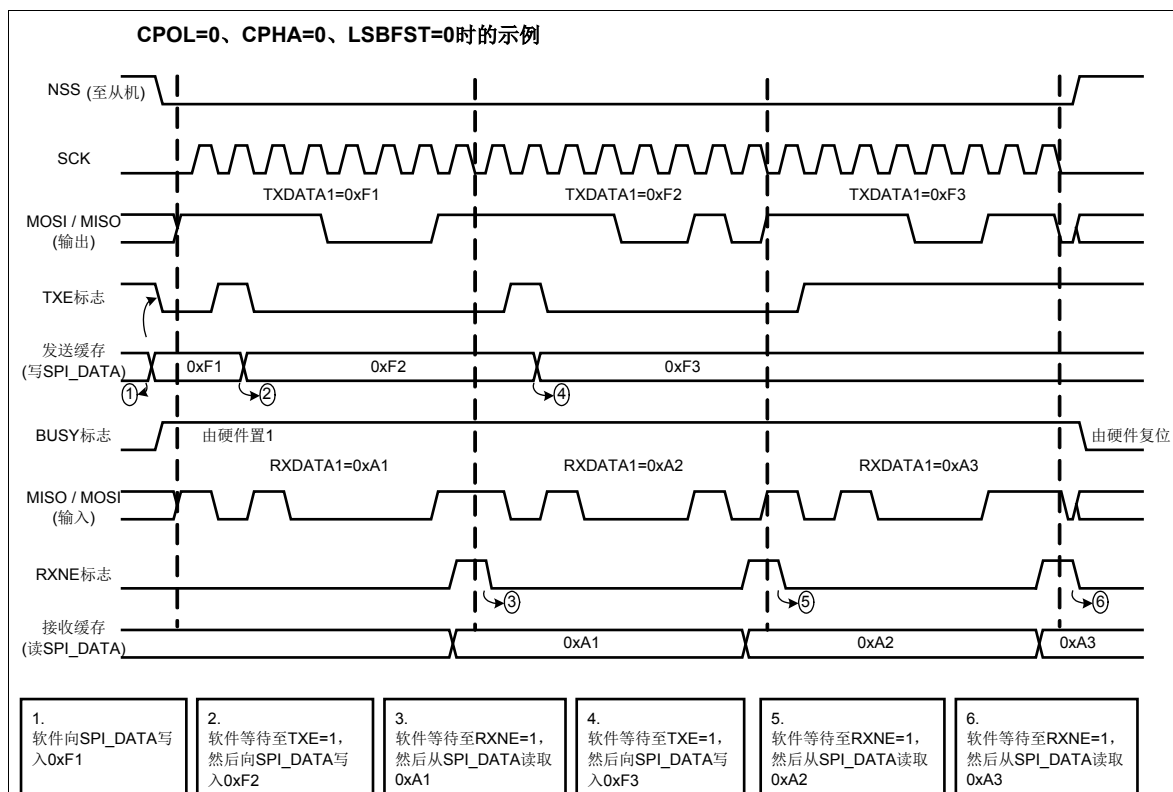 CPOL=0、CPHA=0、LSBFST=0时的示例
NSS (至从机)
SCK
TXDATA1=0xF1
TXDATA1=0xF2
TXDATA1=0xF3
MOSI / MISO
(输出)
TXE标志
发送缓存
(写SPI_DATA)
0xF1
0xF2
0xF3
1
2
4
BUSY标志
由硬件置1
由硬件复位
RXDATA1=0xA1
RXDATA1=0xA2
RXDATA1=0xA3
MISO / MOSI
(输入)
RXNE标志
3
5
6
接收缓存
(读SPI_DATA)
0xA1
0xA2
0xA3
1.
软件向SPI_DATA写
入0xF1
2.
软件等待至TXE=1,
然后向SPI_DATA写
入0xF2
3.
软件等待至RXNE=1,
然后从SPI_DATA读取
0xA1
4.
软件等待至TXE=1,
然后向SPI_DATA写
入0xF3
5.
软件等待至RXNE=1,
然后从SPI_DATA读取
0xA2
6.
软件等待至RXNE=1,
然后从SPI_DATA读取
0xA3